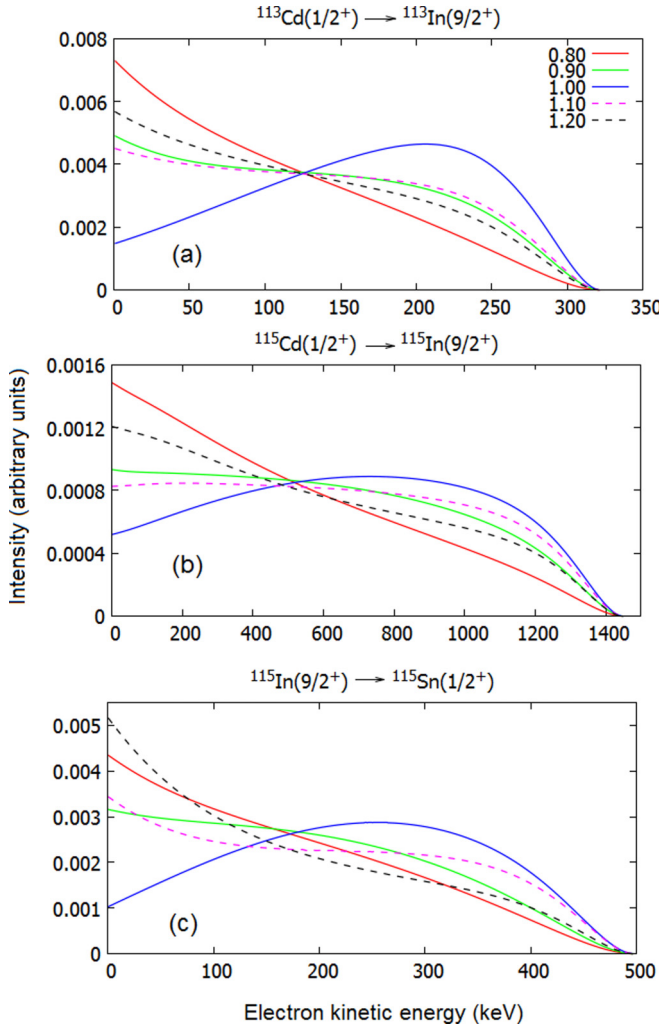 ¹¹³Cd(1/2⁺) → ¹¹³In(9/2⁺)
0.008
0.006
0.004
0.002
0
0.80
0.90
1.00
1.10
1.20
(a)
0 50 100 150 200 250 300 350
¹¹⁵Cd(1/2⁺) → ¹¹⁵In(9/2⁺)
Intensity (arbitrary units)
0.0016
0.0012
0.0008
0.0004
0
(b)
0 200 400 600 800 1000 1200 1400
¹¹⁵In(9/2⁺) → ¹¹⁵Sn(1/2⁺)
0.005
0.004
0.003
0.002
0.001
0
(c)
0 100 200 300 400 500
Electron kinetic energy (keV)